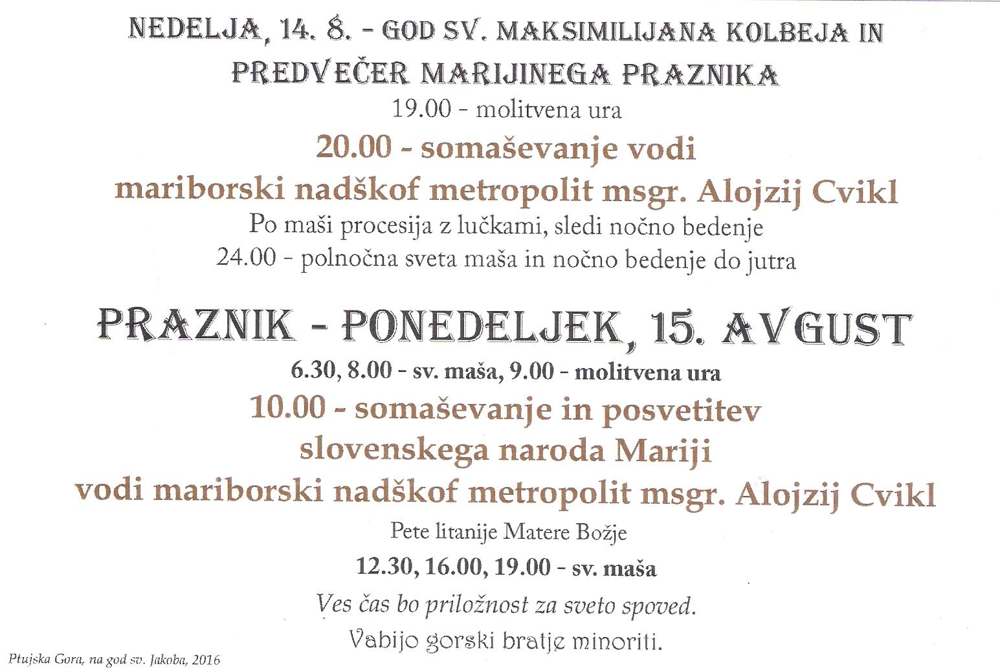 NEDELJA, 14. 8. - GOD SV. MAKSIMILIJANA KOLBEJA IN
PREDVEČER MARIJINEGA PRAZNIKA
19.00 - molitvena ura
20.00 - somaševanje vodi
mariborski nadškof metropolit msgr. Alojzij Cvikl
Po maši procesija z lučkami, sledi nočno bedenje
24.00 - polnočna sveta maša in nočno bedenje do jutra
PRAZNIK - PONEDELJEK, 15. AVGUST
6.30, 8.00 - sv. maša, 9.00 - molitvena ura
10.00 - somaševanje in posvetitev
slovenskega naroda Mariji
vodi mariborski nadškof metropolit msgr. Alojzij Cvikl
Pete litanije Matere Božje
12.30, 16.00, 19.00 - sv. maša
Ves čas bo priložnost za sveto spoved.
Vabijo gorski bratje minoriti.
Ptujska Gora, na god sv. Jakoba, 2016